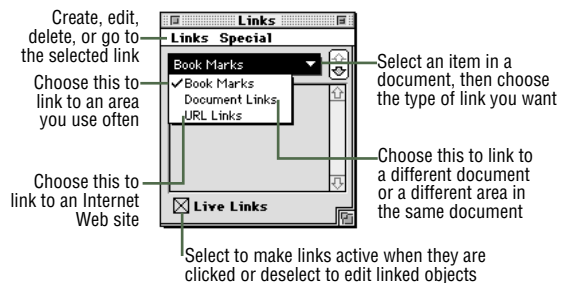 Create, edit,
delete, or go to
the selected link
Links
Links Special
Book Marks
Select an item in a
document, then choose
the type of link you want
Choose this to
link to an area
you use often
✓Book Marks
Document Links
URL Links
Choose this to link to
a different document
or a different area in
the same document
Choose this to
link to an Internet
Web site
Live Links
Select to make links active when they are
clicked or deselect to edit linked objects